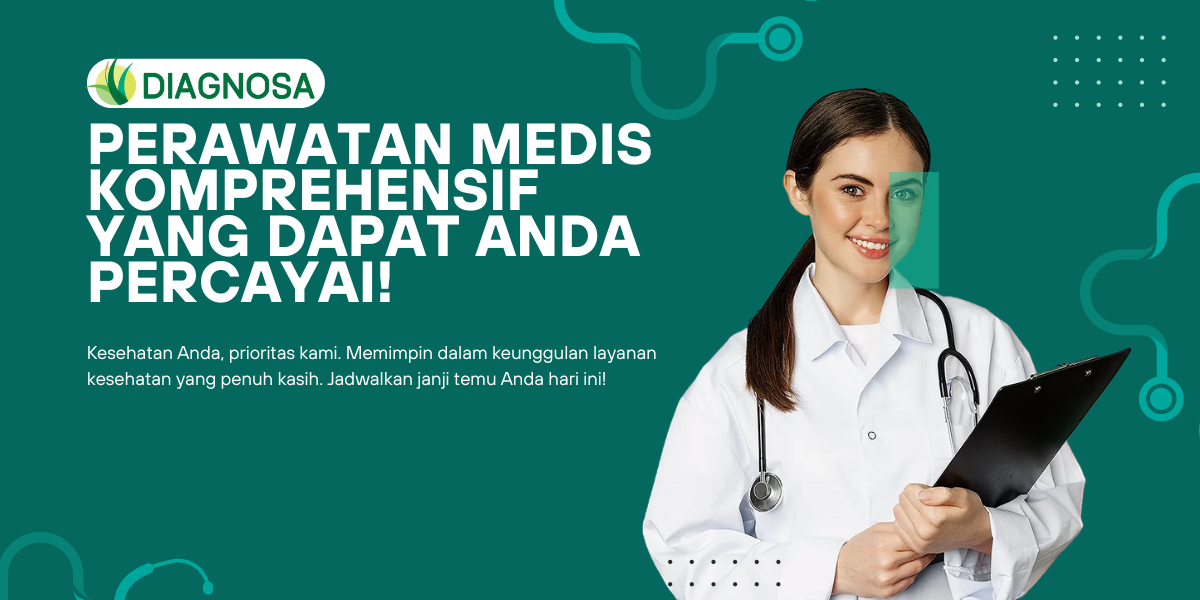 DIAGNOSA
PERAWATAN MEDIS
KOMPREHENSIF
YANG DAPAT ANDA
PERCAYAI!
Kesehatan Anda, prioritas kami. Memimpin dalam keunggulan layanan
kesehatan yang penuh kasih. Jadwalkan janji temu Anda hari ini!